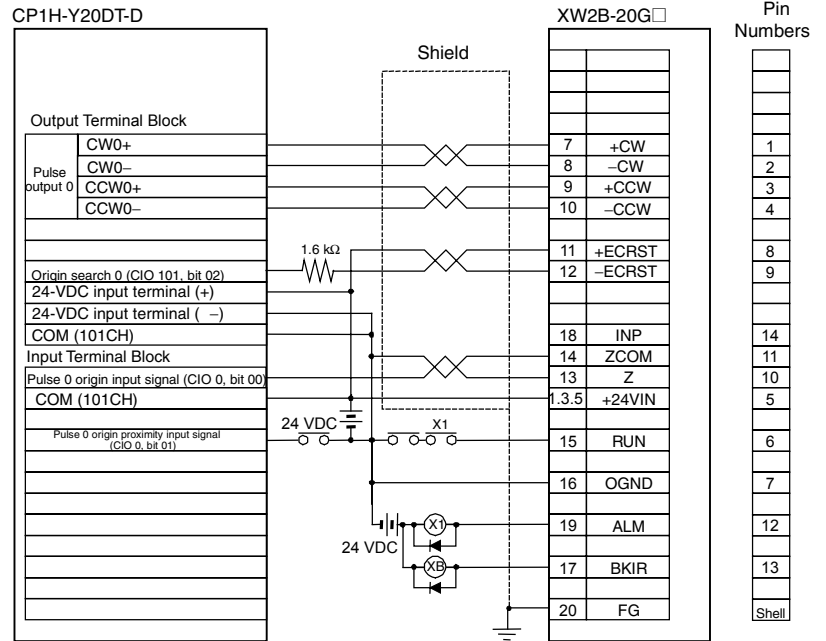 CP1H-Y20DT-D
XW2B-20G□
Pin Numbers
Shield
Output Terminal Block
Pulse output 0
CW0+
7
+CW
1
CW0−
8
−CW
2
CCW0+
9
+CCW
3
CCW0−
10
−CCW
4
1.6 kΩ
11
+ECRST
8
Origin search 0 (CIO 101, bit 02)
12
−ECRST
9
24-VDC input terminal (+)
24-VDC input terminal ( −)
COM (101CH)
18
INP
14
Input Terminal Block
14
ZCOM
11
Pulse 0 origin input signal (CIO 0, bit 00)
13
Z
10
COM (101CH)
1.3.5
+24VIN
5
24 VDC
X1
Pulse 0 origin proximity input signal
(CIO 0, bit 01)
15
RUN
6
16
OGND
7
24 VDC
X1
19
ALM
12
XB
17
BKIR
13
20
FG
Shell